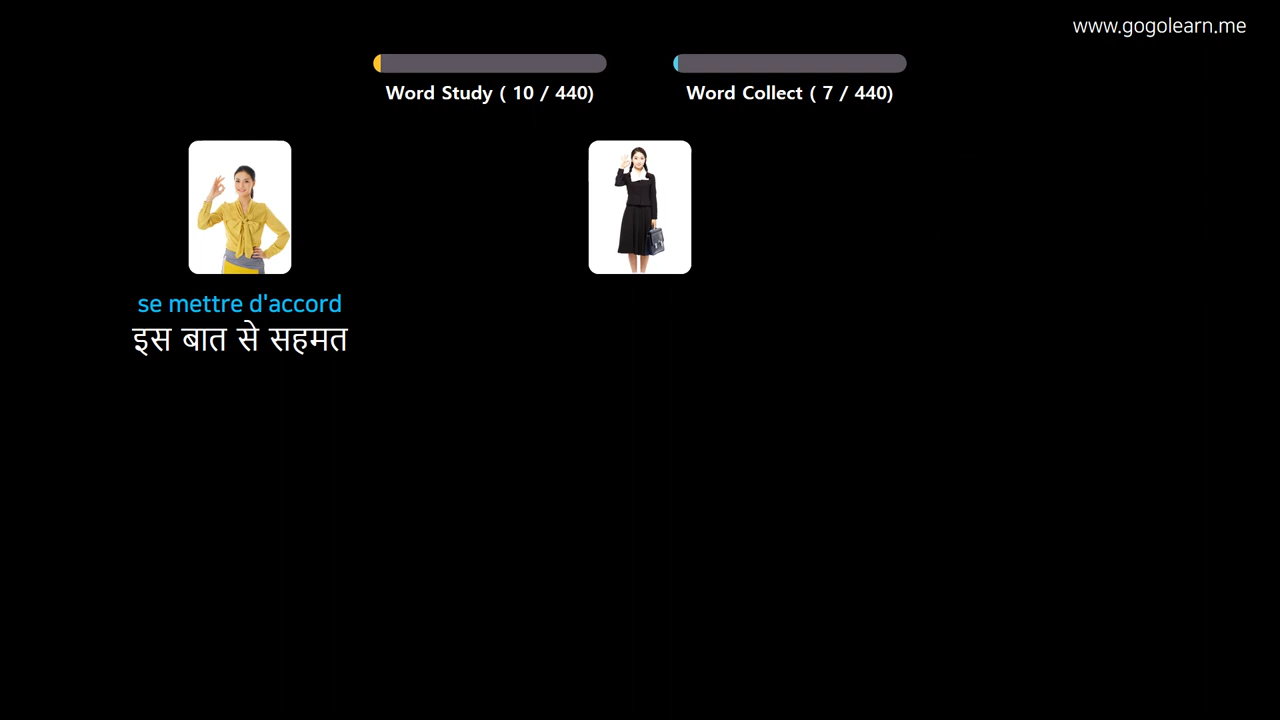 www.gogolearn.me
Word Study ( 10 / 440)
Word Collect ( 7 / 440)
se mettre d'accord
इस बात से सहमत